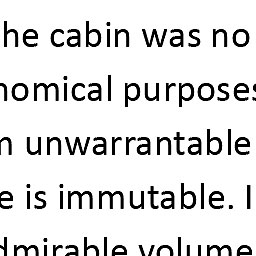 he cabin was no
nomical purposes
n unwarrantable
e is immutable. I
dmirable volume